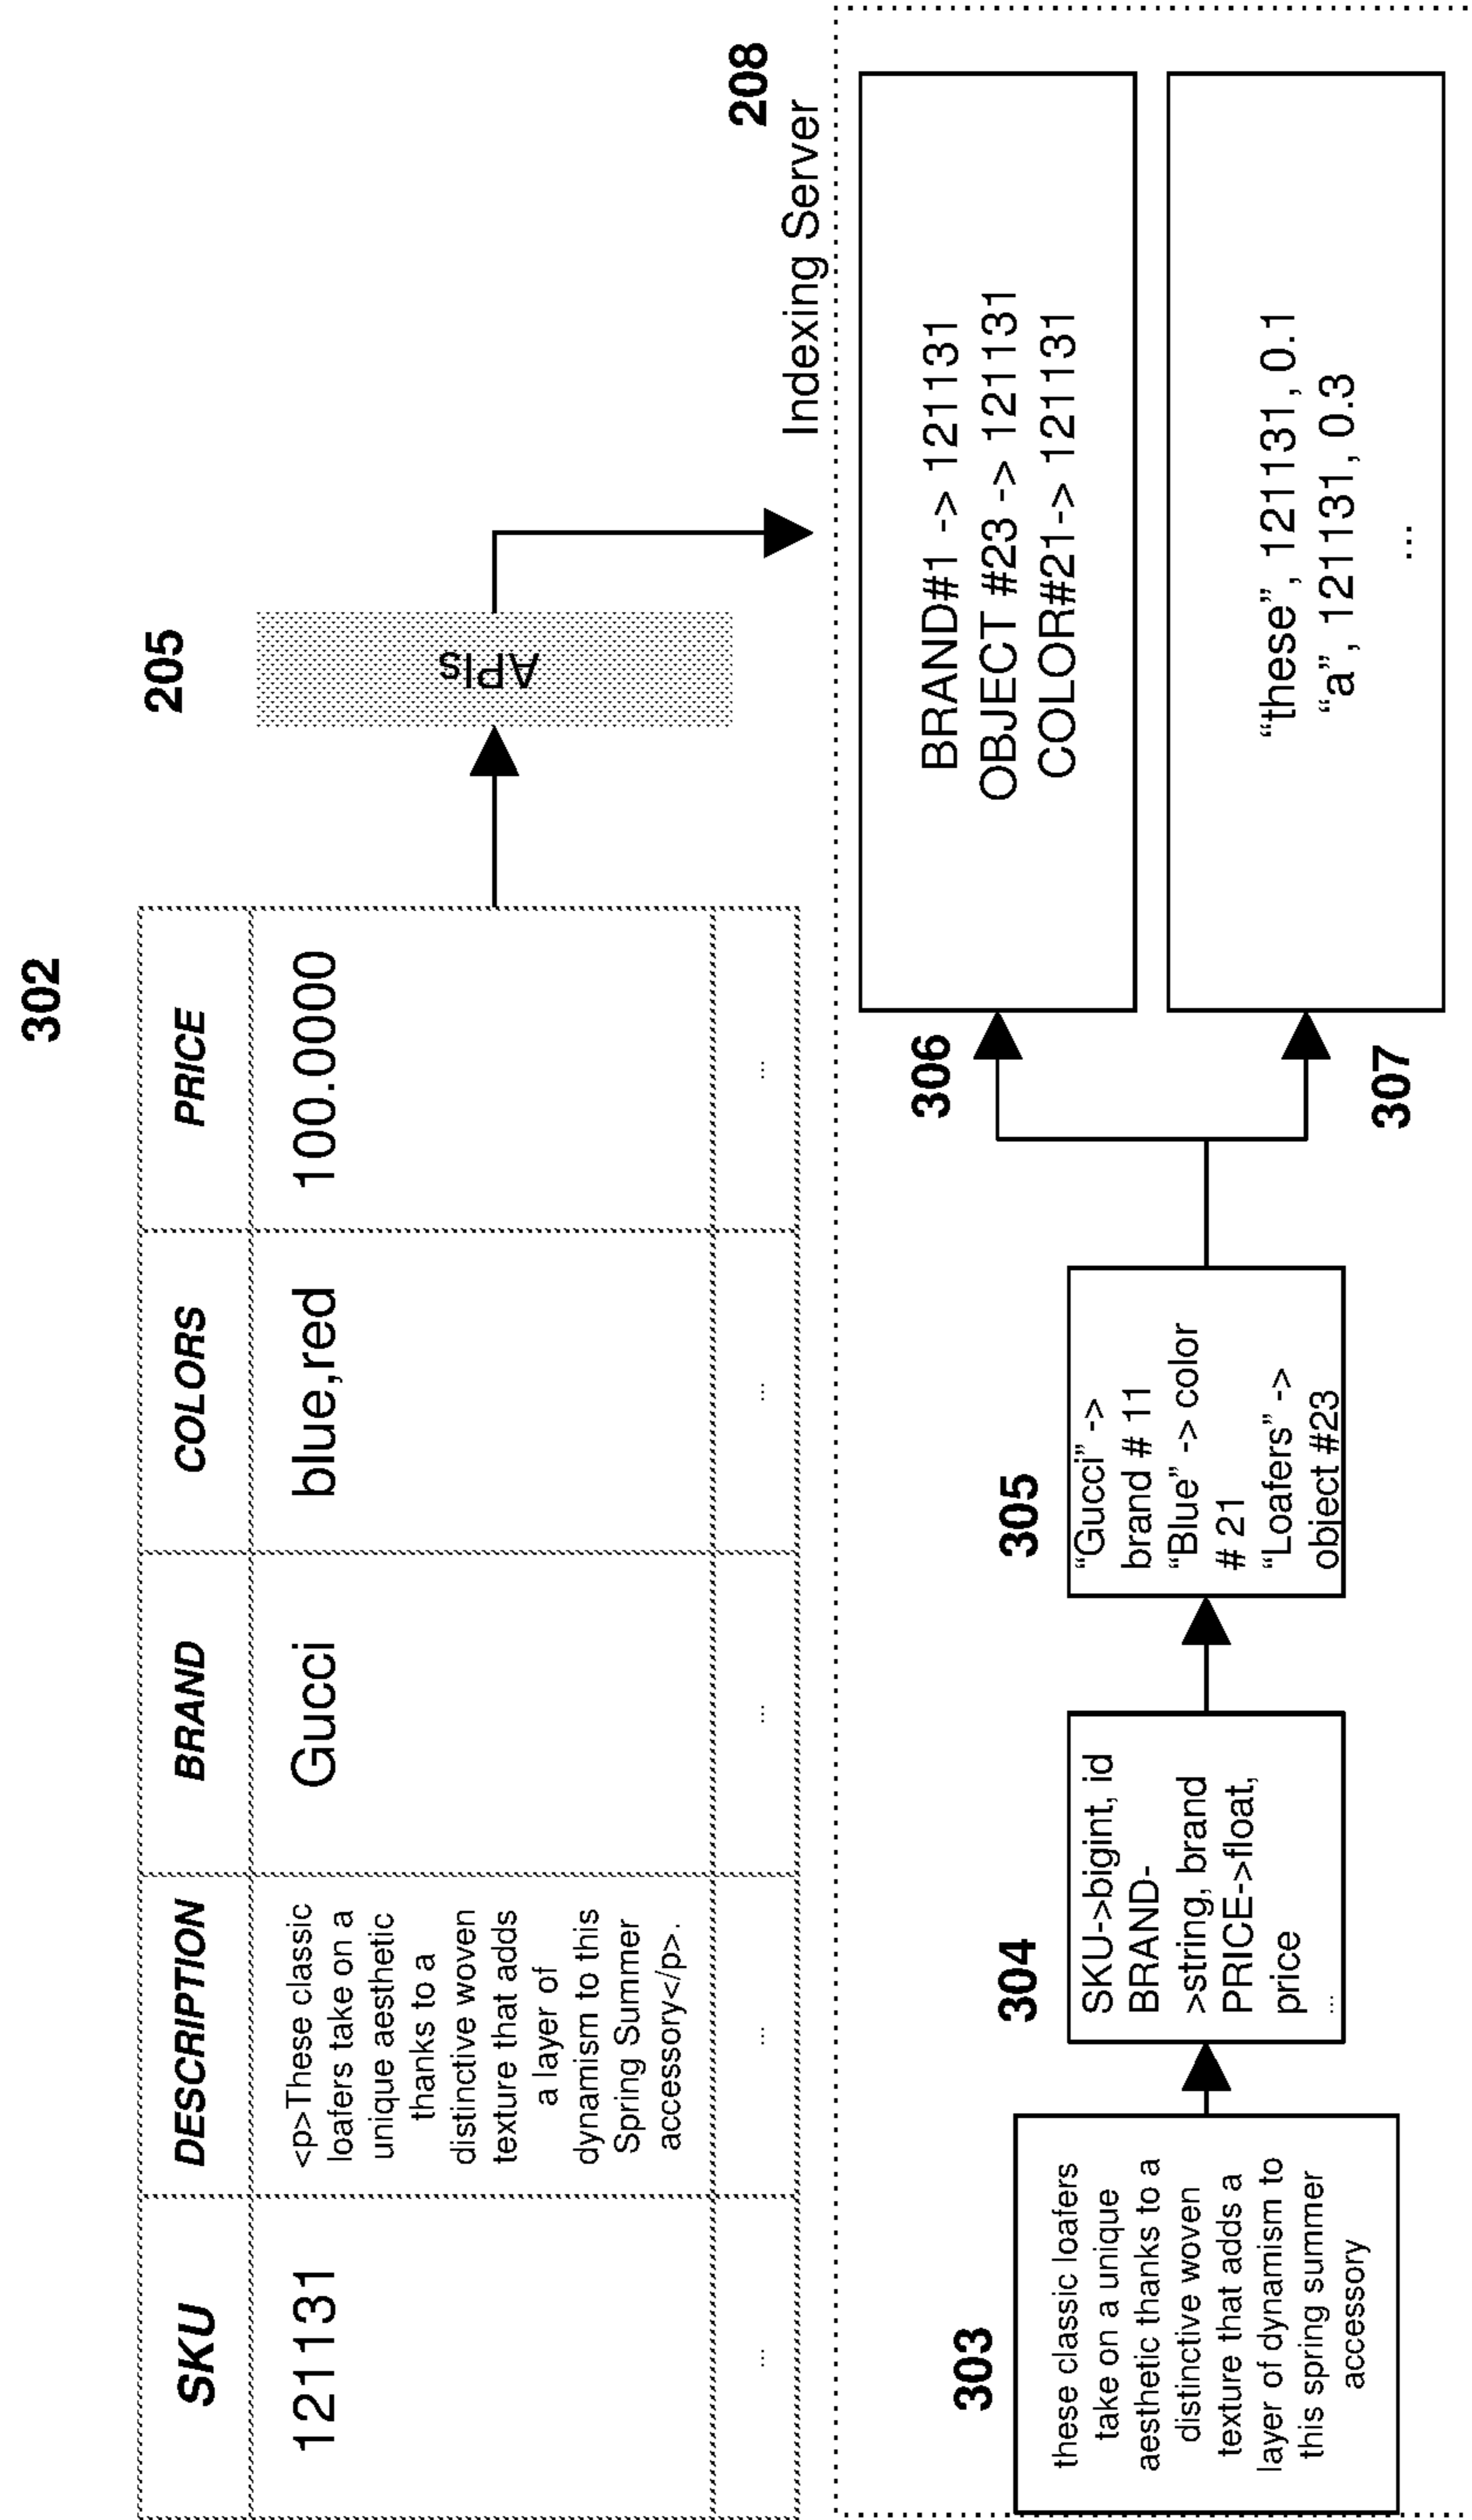 302
SKU
DESCRIPTION
BRAND
COLORS
PRICE
121131
<p>These classic
loafers take on a
unique aesthetic
thanks to a
distinctive woven
texture that adds
a layer of
dynamism to this
Spring Summer
accessory</p>.
Gucci
blue,red
100.0000
...
...
...
...
...
205
APIs
208
Indexing Server
303
these classic loafers
take on a unique
aesthetic thanks to a
distinctive woven
texture that adds a
layer of dynamism to
this spring summer
accessory
304
SKU->bigint, id
BRAND-
>string, brand
PRICE->float,
price
...
305
“Gucci” ->
brand # 11
“Blue” -> color
# 21
“Loafers” ->
object #23
306
BRAND#1 -> 121131
OBJECT #23 -> 121131
COLOR#21-> 121131
307
“these”, 121131, 0.1
“a”, 121131, 0.3
...